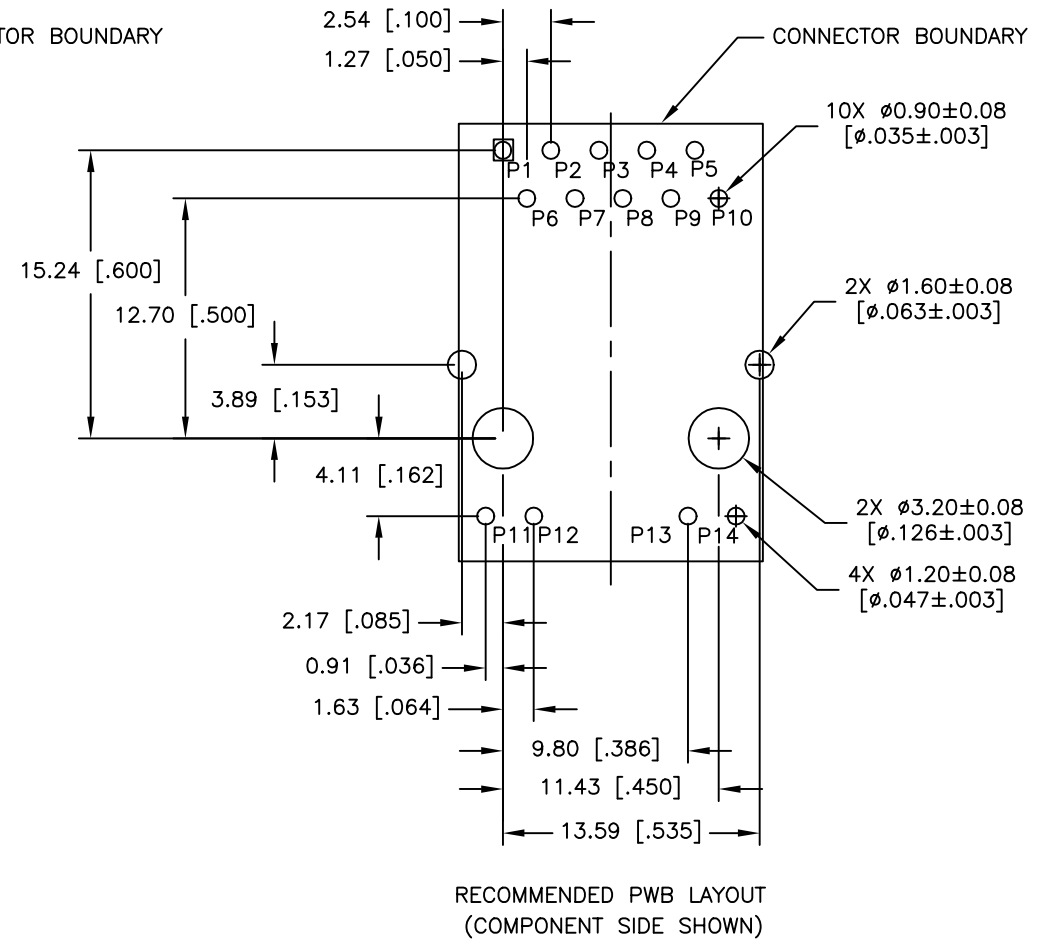 2.54 [.100]
TOR BOUNDARY
CONNECTOR BOUNDARY
1.27 [.050]
10X ø0.90±0.08
[ø.035±.003]
P1 P2 P3 P4 P5
P6 P7 P8 P9 P10
15.24 [.600]
2X ø1.60±0.08
[ø.063±.003]
12.70 [.500]
3.89 [.153]
4.11 [.162]
2X ø3.20±0.08
[ø.126±.003]
P11 P12 P13 P14
4X ø1.20±0.08
[ø.047±.003]
2.17 [.085]
0.91 [.036]
1.63 [.064]
9.80 [.386]
11.43 [.450]
13.59 [.535]
RECOMMENDED PWB LAYOUT
(COMPONENT SIDE SHOWN)